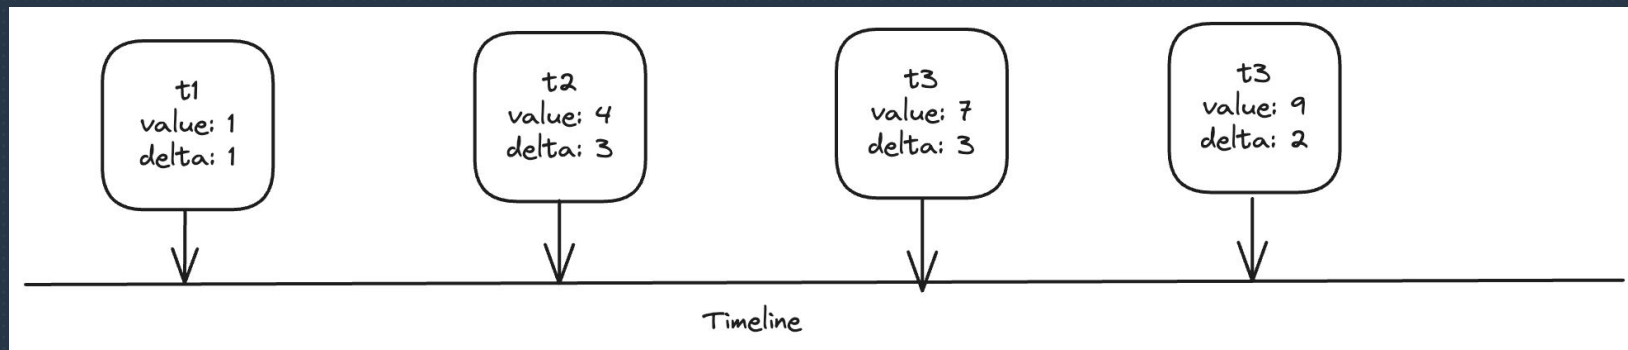 t1
value: 1
delta: 1
t2
value: 4
delta: 3
t3
value: 7
delta: 3
t3
value: 9
delta: 2
Timeline